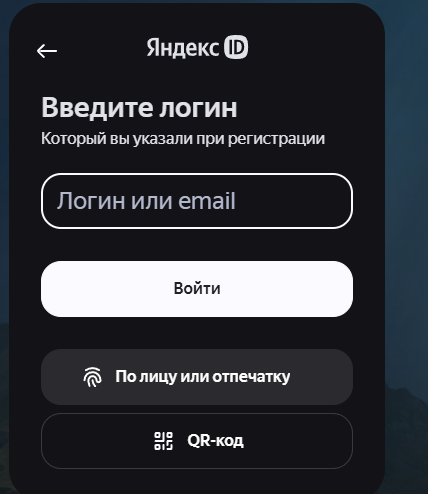 Яндекс ID
Введите логин
Который вы указали при регистрации
Логин или email
Войти
По лицу или отпечатку
QR-код